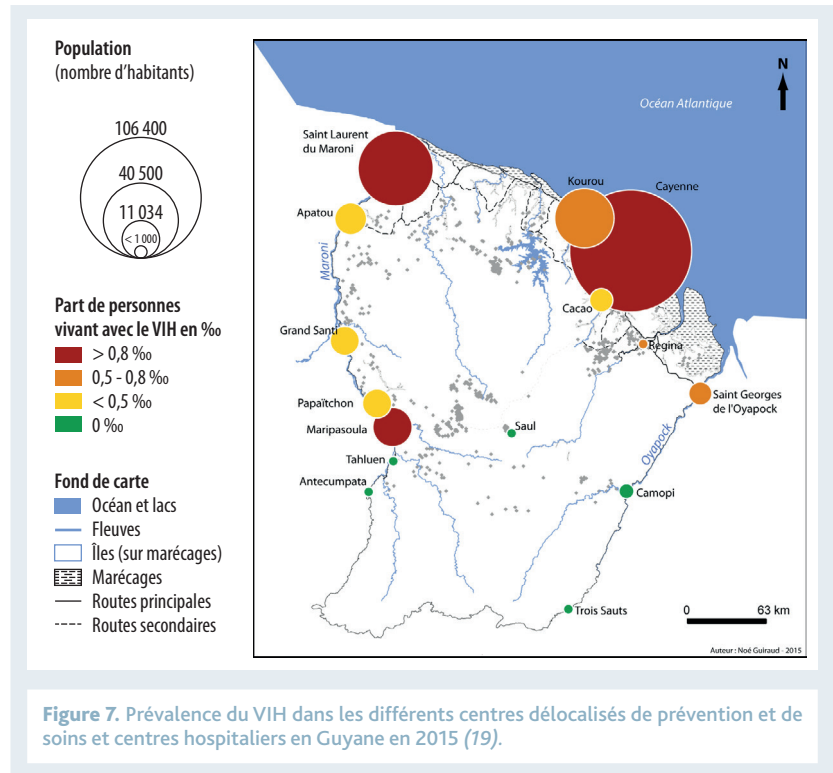 Population
(nombre d'habitants)
106 400
40 500
11 034
< 1 000
Part de personnes
vivant avec le VIH en ‰
> 0,8 ‰
0,5 - 0,8 ‰
< 0,5 ‰
0 ‰
Fond de carte
Océan et lacs
Fleuves
Îles (sur marécages)
Marécages
Routes principales
Routes secondaires
N
Océan Atlantique
Saint Laurent
du Maroni
Kourou
Cayenne
Apatou
Maroni
Cacao
Grand Santi
Régina
Papaïtchon
Saint Georges
de l'Oyapock
Maripasoula
Saül
Oyapock
Tahluen
Antecumpata
Camopi
Trois Sauts
0 63 km
Auteur : Noé Guiraud - 2015
Figure 7. Prévalence du VIH dans les différents centres délocalisés de prévention et de
soins et centres hospitaliers en Guyane en 2015 (19).